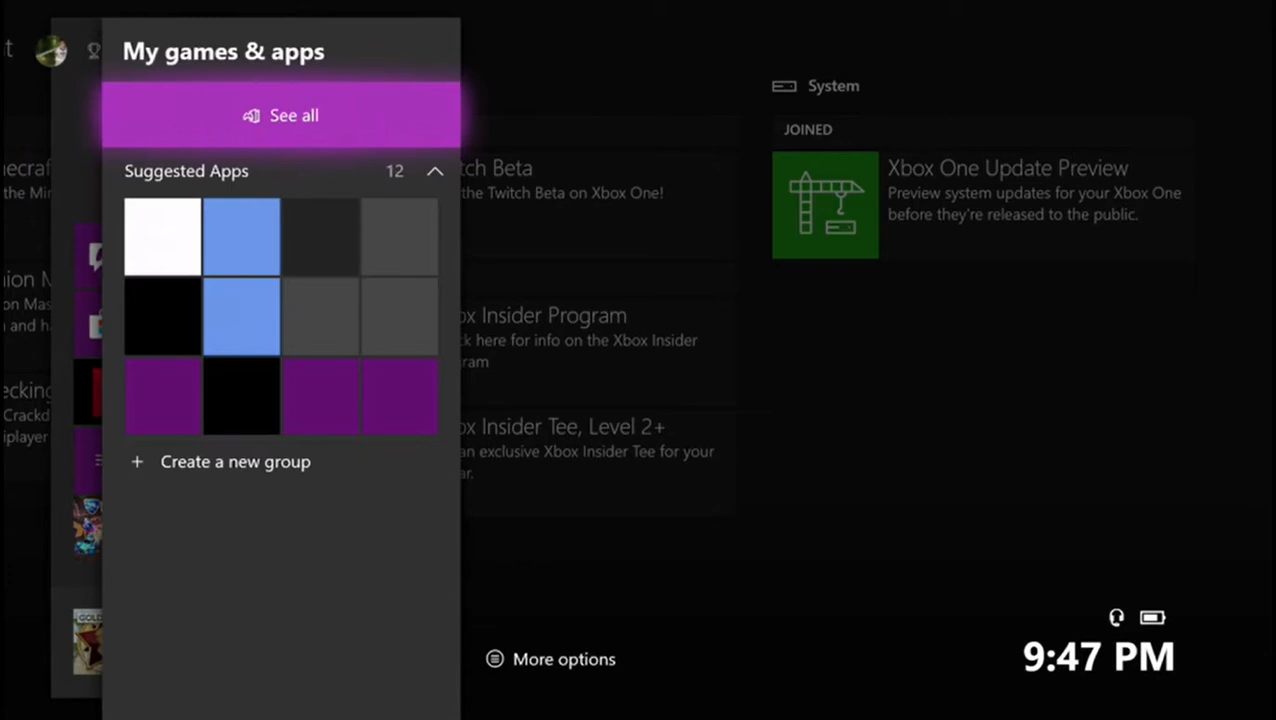 My games & apps
See all
Suggested Apps 12
Create a new group
tch Beta
the Twitch Beta on Xbox One!
ox Insider Program
ck here for info on the Xbox Insider
ram
ox Insider Tee, Level 2+
an exclusive Xbox Insider Tee for your
ar.
System
JOINED
Xbox One Update Preview
Preview system updates for your Xbox One
before they're released to the public.
More options
9:47 PM